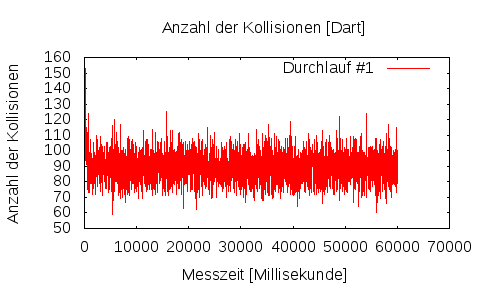 Anzahl der Kollisionen [Dart]
Durchlauf #1
Anzahl der Kollisionen
160
150
140
130
120
110
100
90
80
70
60
50
0 10000 20000 30000 40000 50000 60000 70000
Messzeit [Millisekunde]